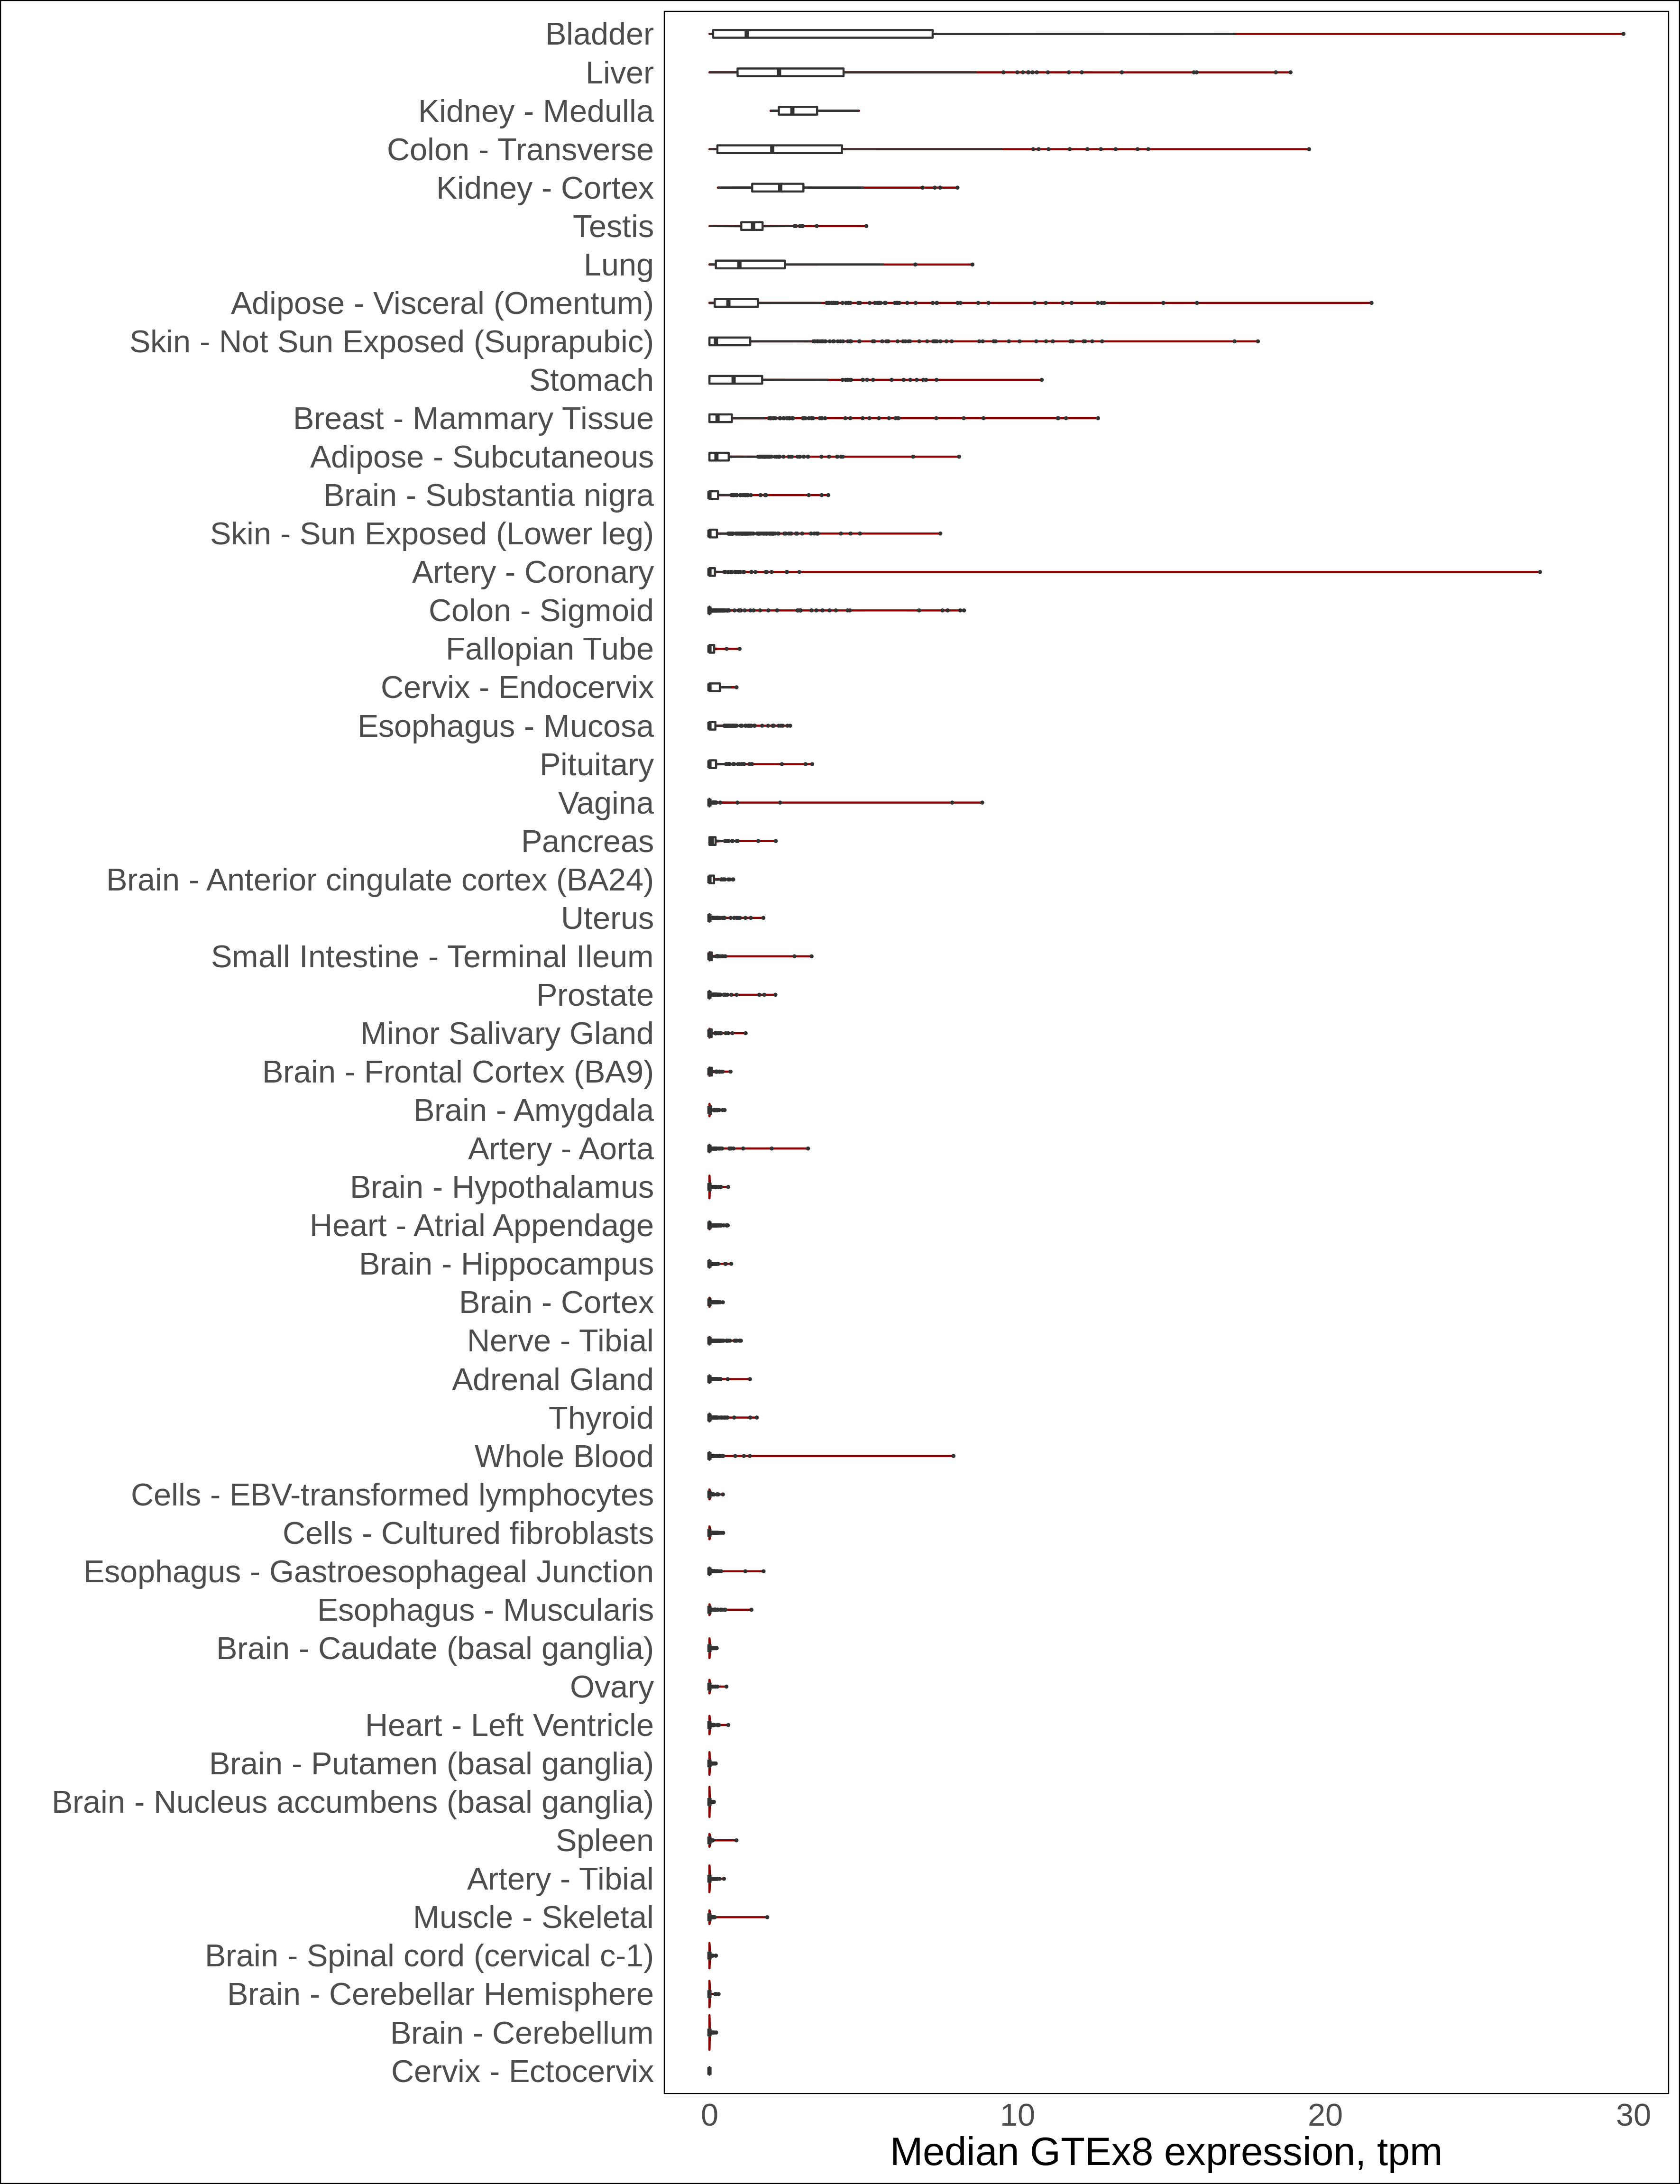 Bladder
Liver
Kidney - Medulla
Colon - Transverse
Kidney - Cortex
Testis
Lung
Adipose - Visceral (Omentum)
Skin - Not Sun Exposed (Suprapubic)
Stomach
Breast - Mammary Tissue
Adipose - Subcutaneous
Brain - Substantia nigra
Skin - Sun Exposed (Lower leg)
Artery - Coronary
Colon - Sigmoid
Fallopian Tube
Cervix - Endocervix
Esophagus - Mucosa
Pituitary
Vagina
Pancreas
Brain - Anterior cingulate cortex (BA24)
Uterus
Small Intestine - Terminal Ileum
Prostate
Minor Salivary Gland
Brain - Frontal Cortex (BA9)
Brain - Amygdala
Artery - Aorta
Brain - Hypothalamus
Heart - Atrial Appendage
Brain - Hippocampus
Brain - Cortex
Nerve - Tibial
Adrenal Gland
Thyroid
Whole Blood
Cells - EBV-transformed lymphocytes
Cells - Cultured fibroblasts
Esophagus - Gastroesophageal Junction
Esophagus - Muscularis
Brain - Caudate (basal ganglia)
Ovary
Heart - Left Ventricle
Brain - Putamen (basal ganglia)
Brain - Nucleus accumbens (basal ganglia)
Spleen
Artery - Tibial
Muscle - Skeletal
Brain - Spinal cord (cervical c-1)
Brain - Cerebellar Hemisphere
Brain - Cerebellum
Cervix - Ectocervix
0 10 20 30
Median GTEx8 expression, tpm